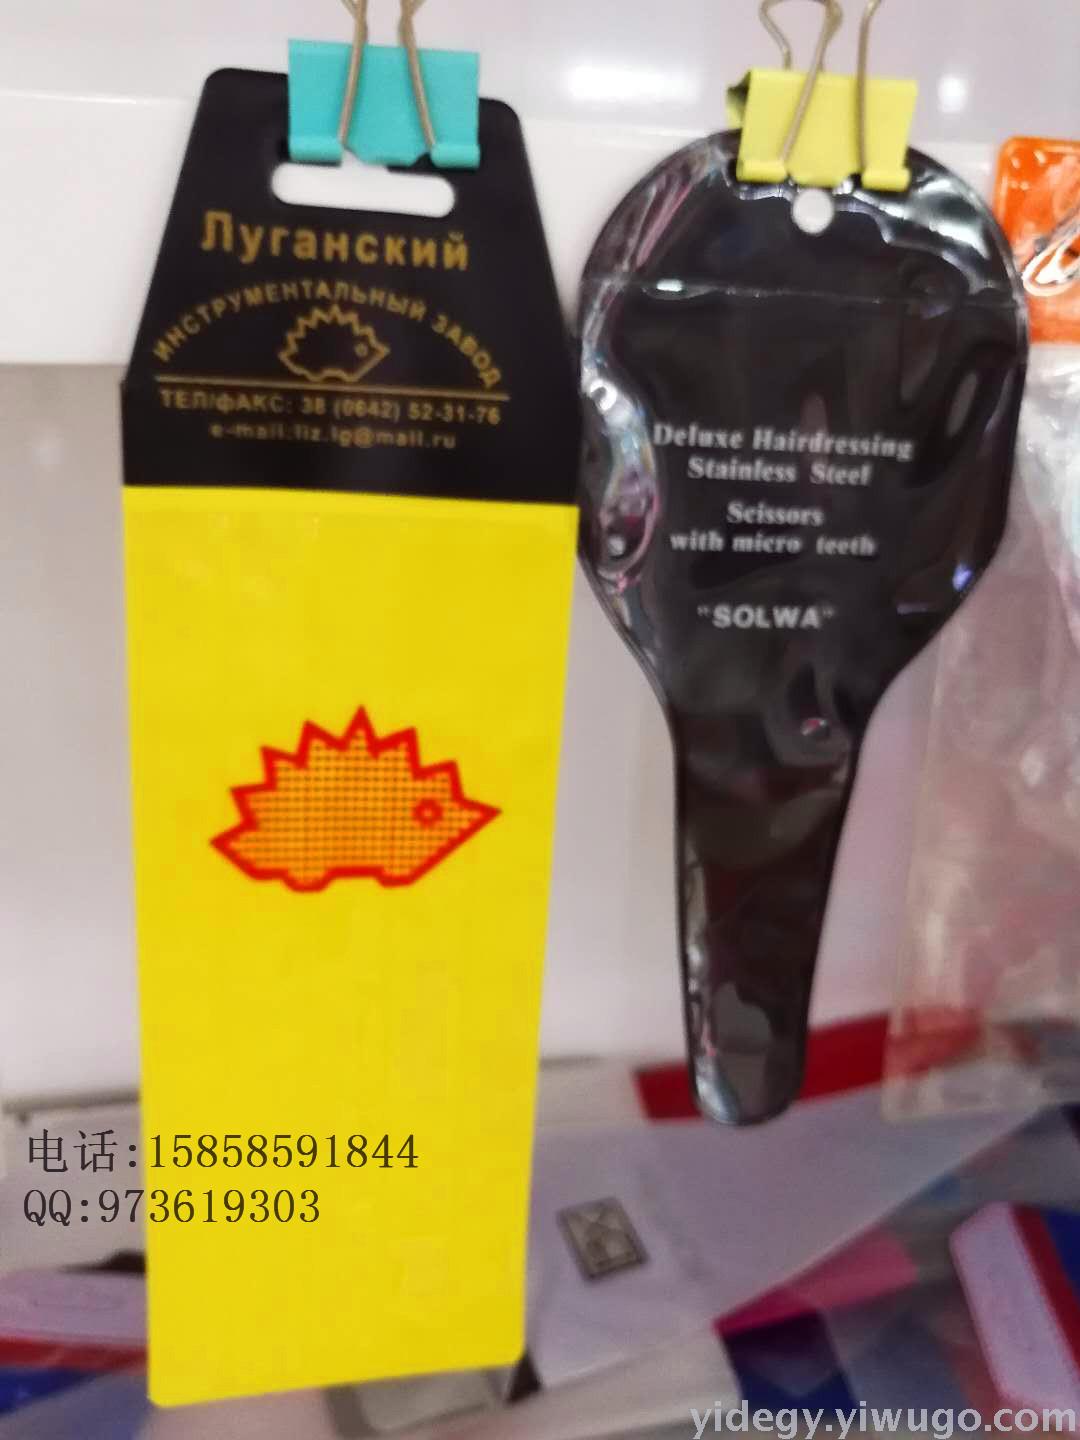 Луганский
ИНСТРУМЕНТАЛЬНЫЙ ЗАВОД
ТЕЛ/ФАКС: 38 (0642) 52-31-76
e-mail:liz.lg@mail.ru
Deluxe Hairdressing
Stainless Steel
Scissors
with micro teeth
"SOLWA"
电话:15858591844
QQ:973619303
yidegy.yiwugo.com